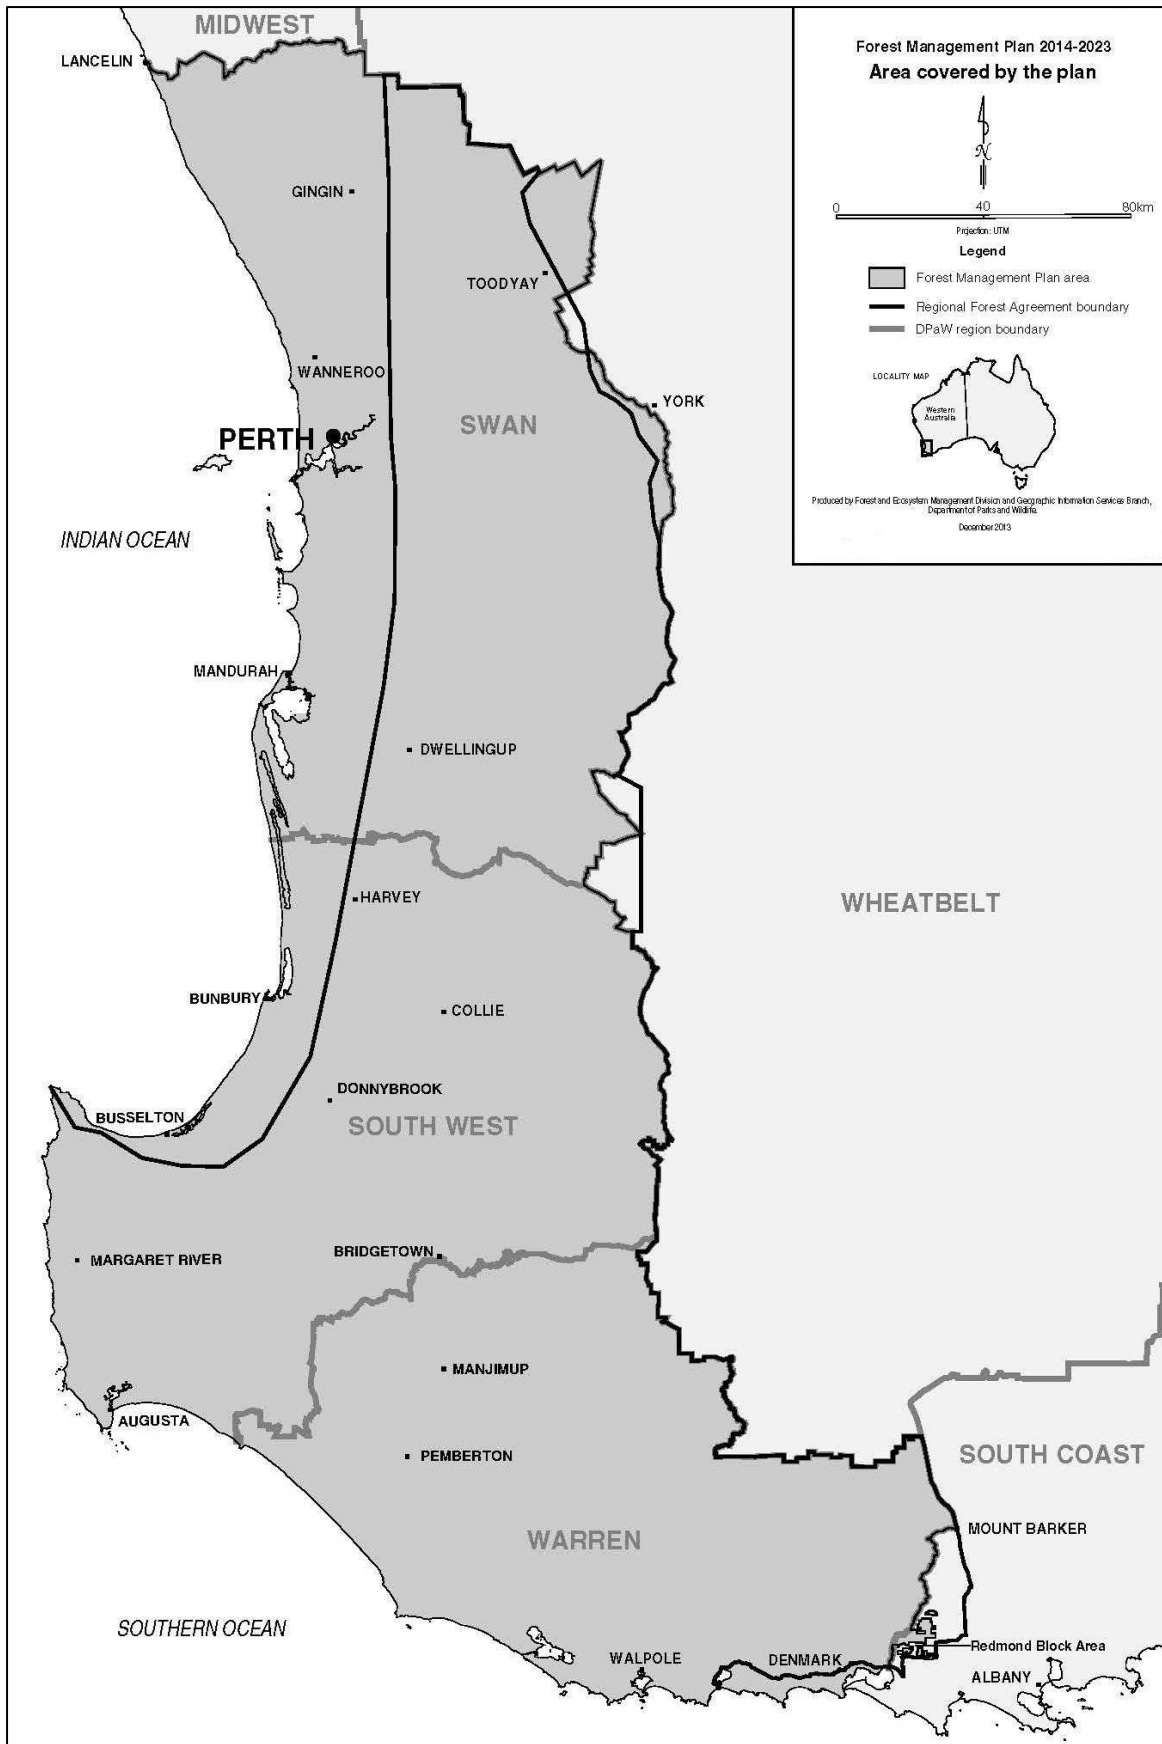 MIDWEST
LANCELIN
GINGIN
TOODYAY
WANNEROO
YORK
SWAN
PERTH
INDIAN OCEAN
MANDURAH
DWELLINGUP
WHEATBELT
HARVEY
BUNBURY
COLLIE
DONNYBROOK
BUSSELTON
SOUTH WEST
BRIDGETOWN
MARGARET RIVER
MANJIMUP
AUGUSTA
PEMBERTON
SOUTH COAST
WARREN
MOUNT BARKER
SOUTHERN OCEAN
Redmond Block Area
WALPOLE
DENMARK
ALBANY
Forest Management Plan 2014-2023
Area covered by the plan
N
0 40 80km
Projection: UTM
Legend
Forest Management Plan area
Regional Forest Agreement boundary
DPaW region boundary
LOCALITY MAP
Western
Australia
Produced by Forest and Ecosystem Management Division and Geographic Information Services Branch,
Department of Parks and Wildlife.
December 2013